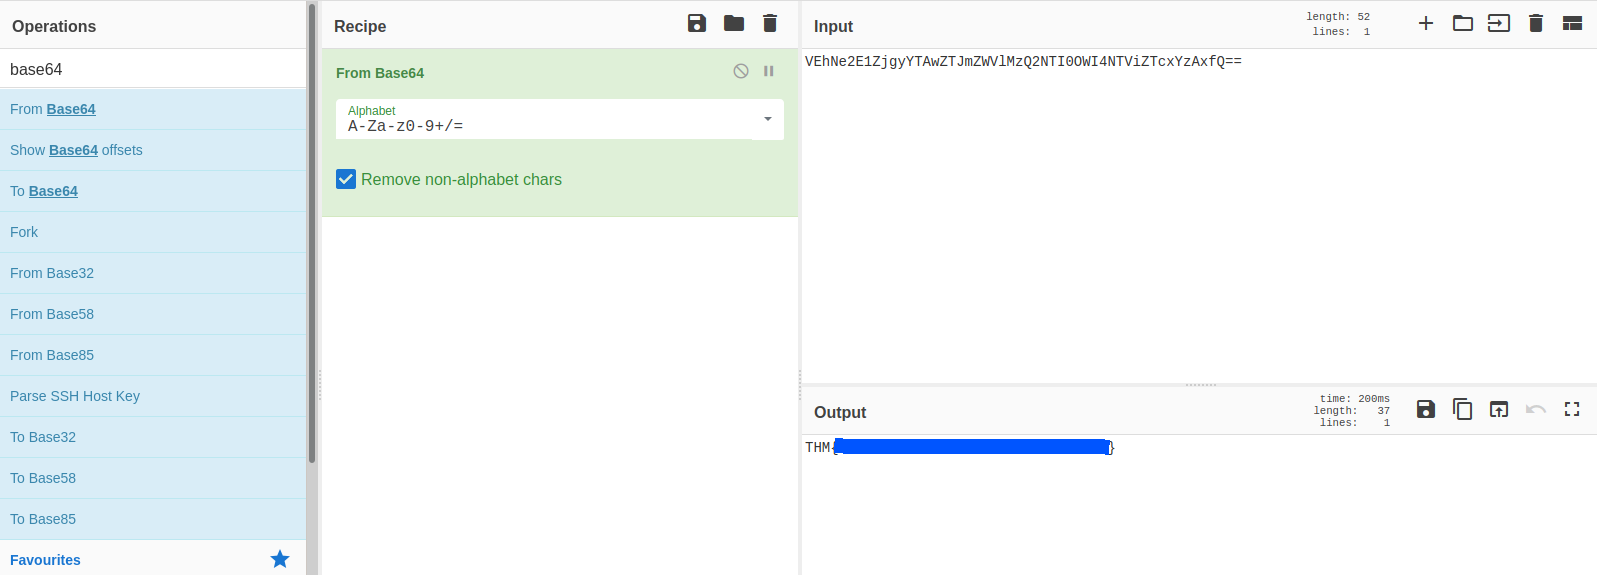 Operations
base64
From Base64
Show Base64 offsets
To Base64
Fork
From Base32
From Base58
From Base85
Parse SSH Host Key
To Base32
To Base58
To Base85
Favourites
Recipe
From Base64
Alphabet
A-Za-z0-9+/=
Remove non-alphabet chars
Input
length: 52
lines: 1
VEhNe2E1ZjgyYTAwZTJmZWVlMzQ2NTI0OWI4NTViZTcxYzAxfQ==
Output
time: 200ms
length: 37
lines: 1
THM{}